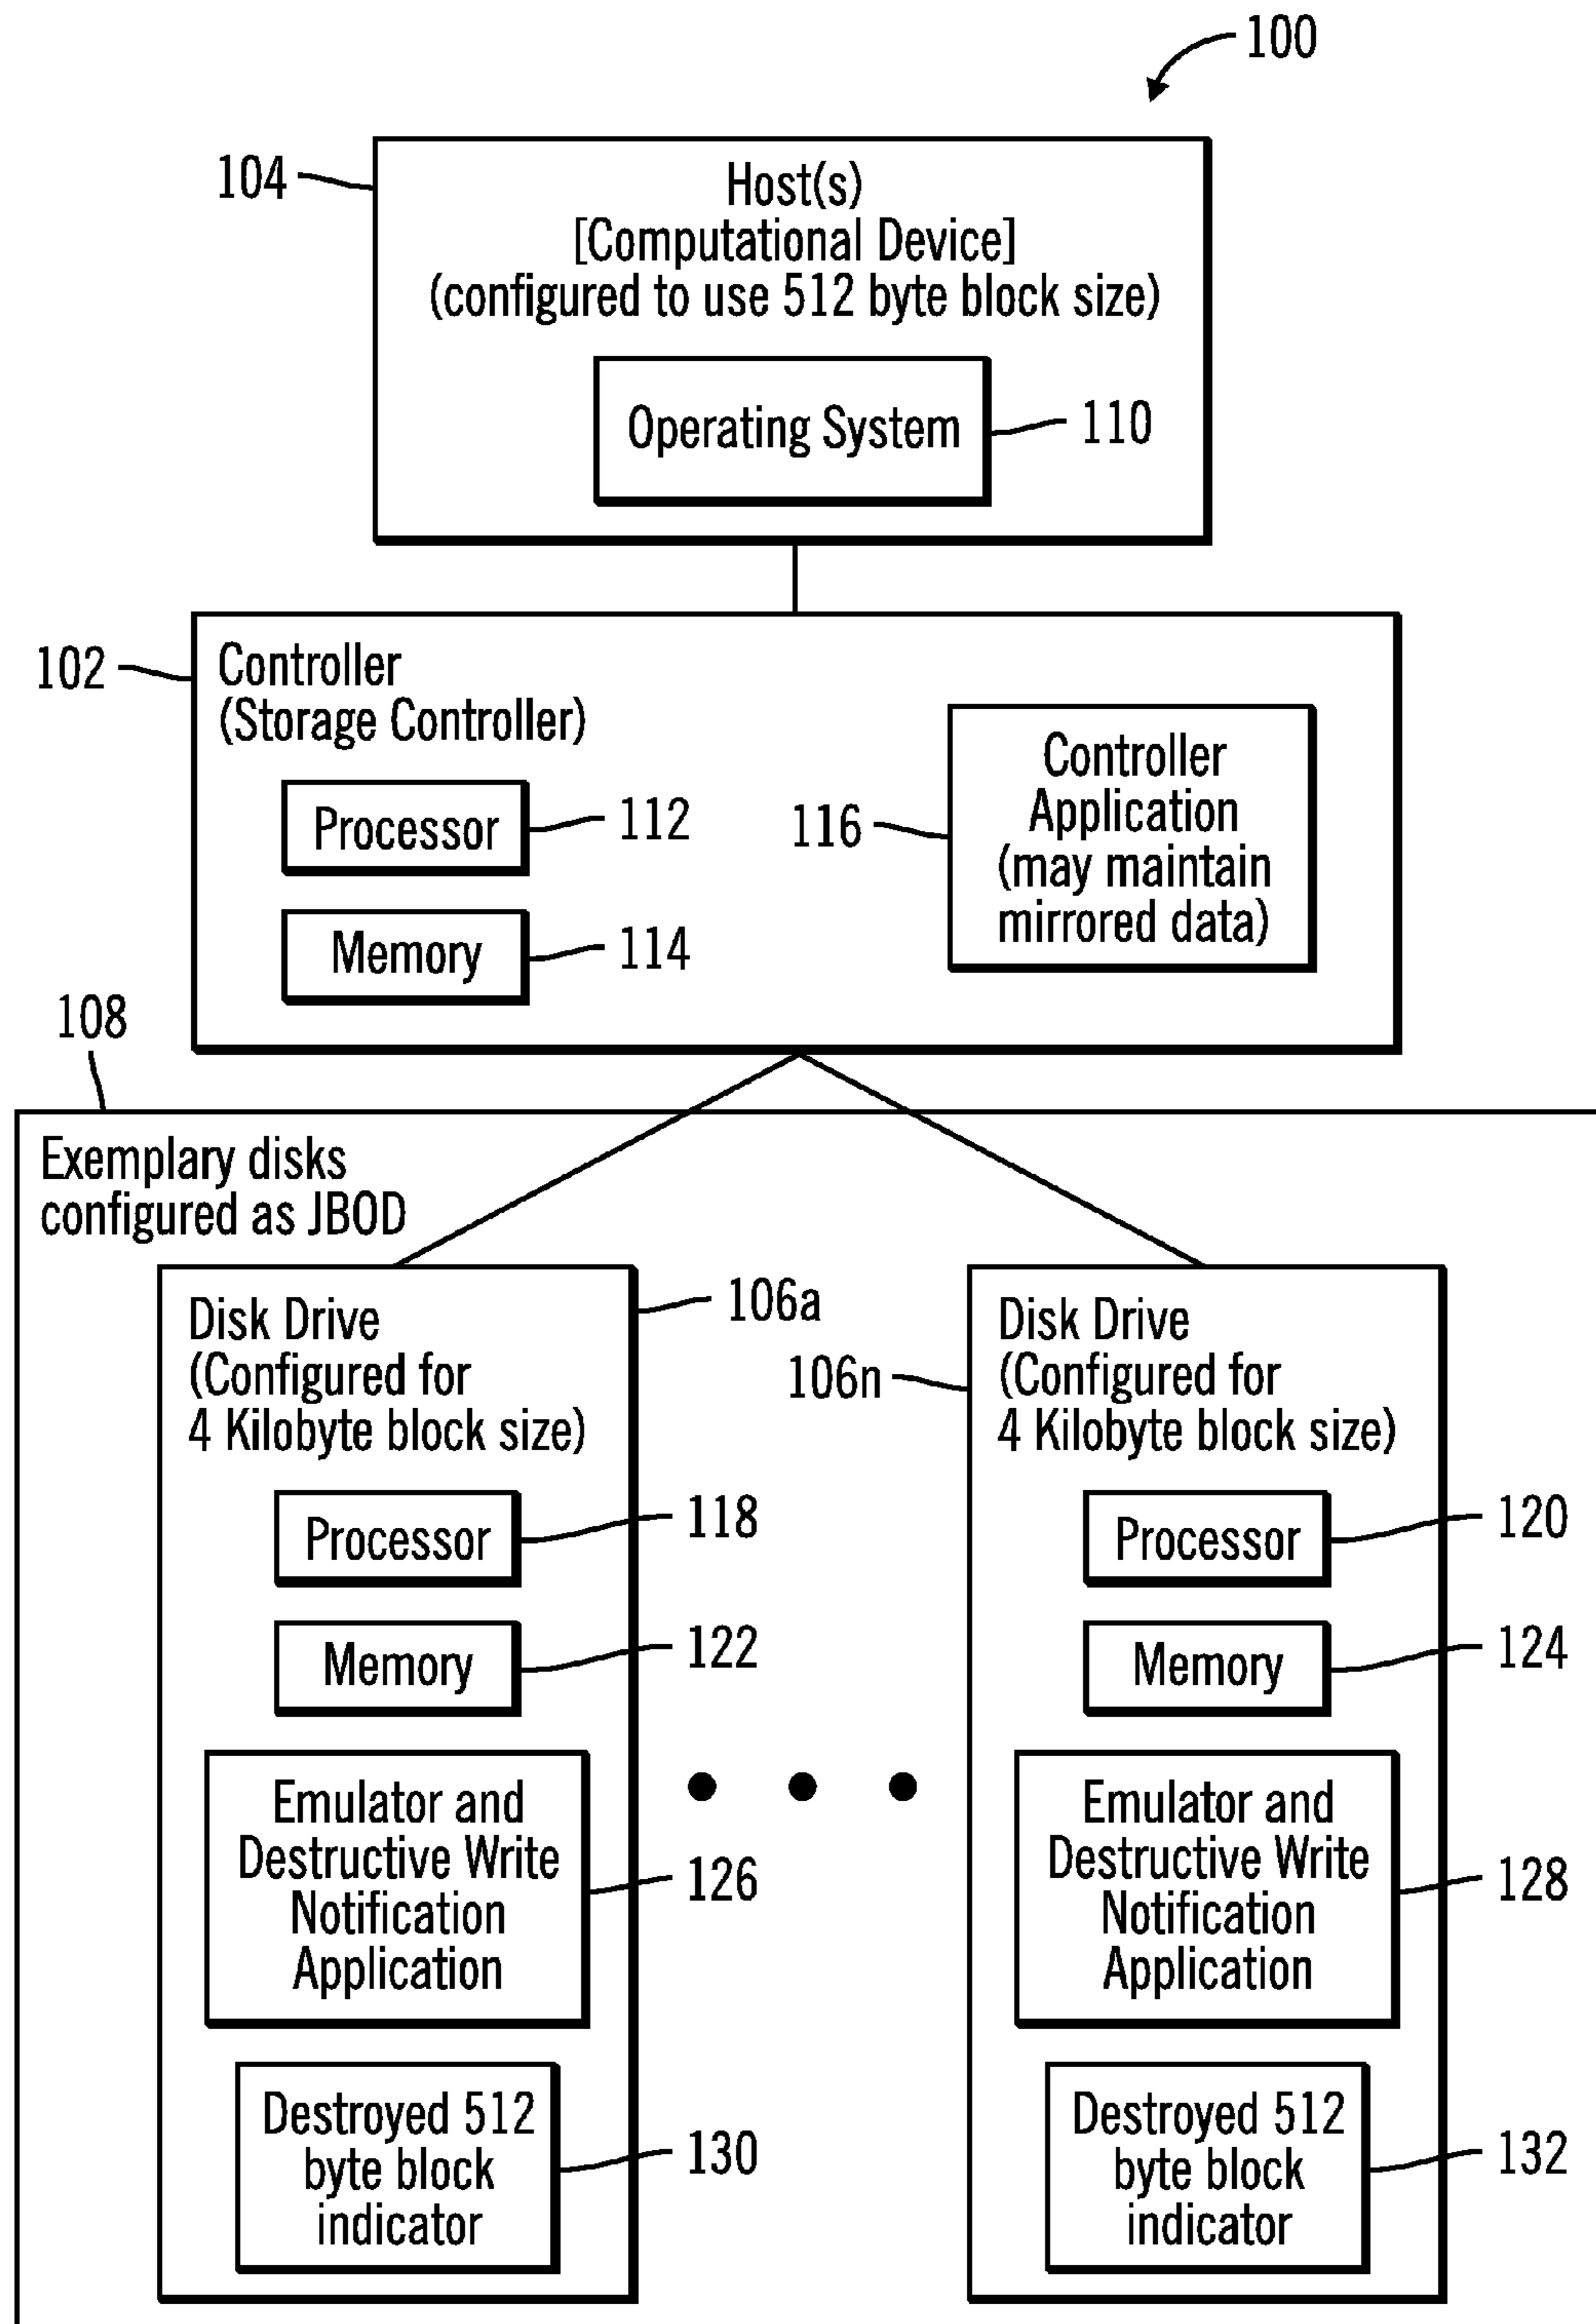 100
104
Host(s)
[Computational Device]
(configured to use 512 byte block size)
Operating System
110
102
Controller
(Storage Controller)
Processor
112
Memory
114
116
Controller
Application
(may maintain
mirrored data)
108
Exemplary disks
configured as JBOD
106a
Disk Drive
(Configured for
4 Kilobyte block size)
Processor
118
Memory
122
Emulator and
Destructive Write
Notification
Application
126
Destroyed 512
byte block
indicator
130
106n
Disk Drive
(Configured for
4 Kilobyte block size)
Processor
120
Memory
124
Emulator and
Destructive Write
Notification
Application
128
Destroyed 512
byte block
indicator
132